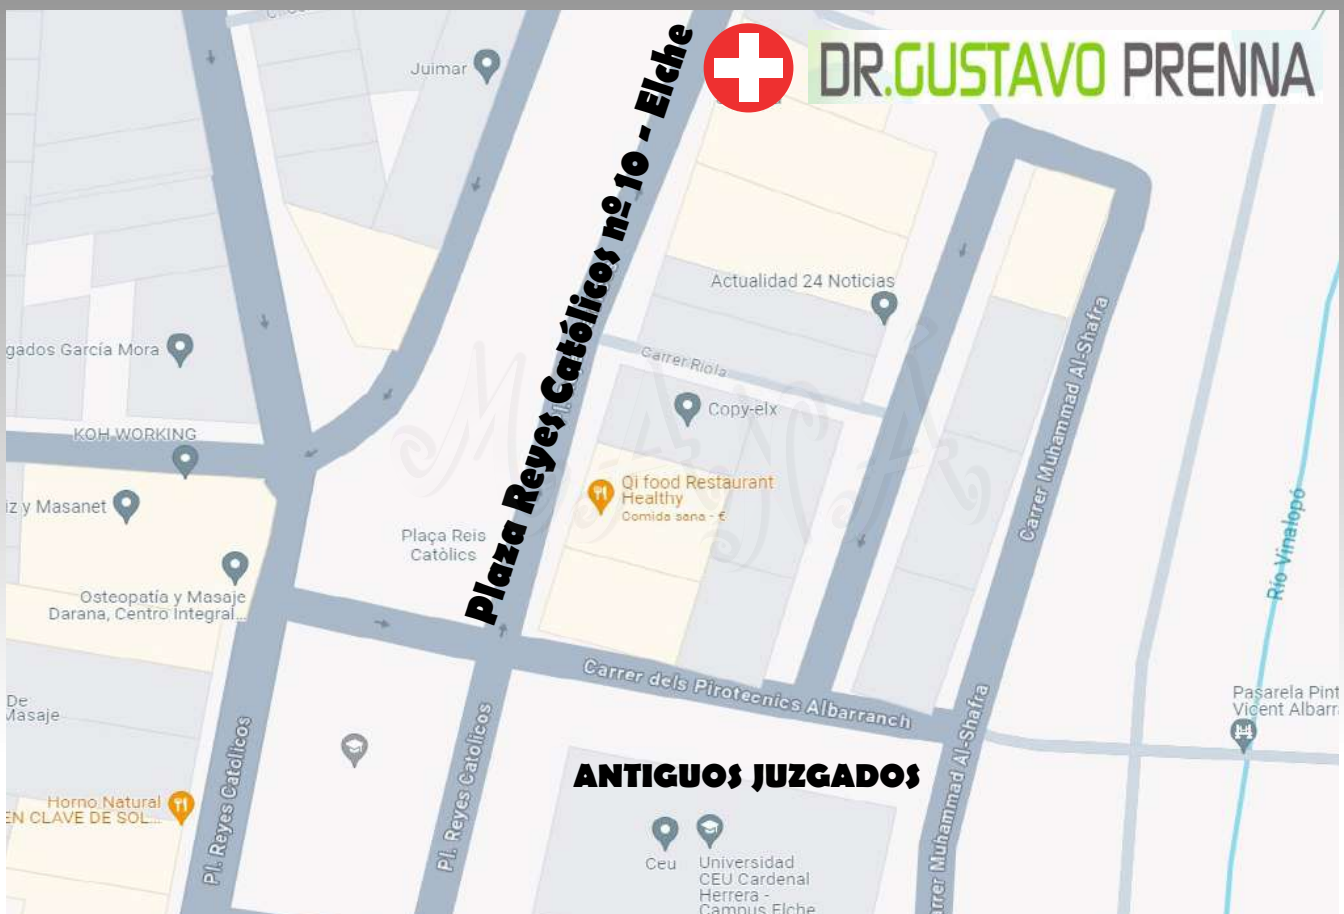 DR.GUSTAVO PRENNA
Plaza Reyes Católicos nº 10 - Elche
Juimar
Actualidad 24 Noticias
gados García Mora
Carrer Riola
Copy-elx
KOH WORKING
Qi food Restaurant
Healthy
Comida sana - €
iz y Masanet
Plaça Reis
Catòlics
Carrer Muhammad Al-Shafra
Río Vinalopó
Osteopatía y Masaje
Darana, Centro Integral...
Carrer dels Pirotecnics Albarranch
De
Masaje
Pasarela Pint
Vicent Albarr
Pl. Reyes Catolicos
Pl. Reyes Catolicos
ANTIGUOS JUZGADOS
Horno Natural
EN CLAVE DE SOL...
Ceu
Universidad
CEU Cardenal
Herrera -
Campus Elche
rrer Muhammad Al-Shafra
MAÑÁ